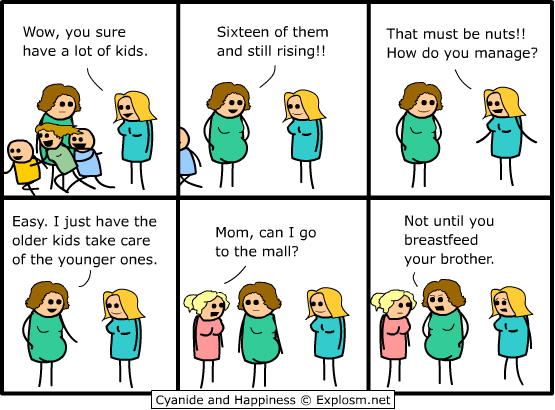 Wow, you sure
have a lot of kids.
Sixteen of them
and still rising!!
That must be nuts!!
How do you manage?
Easy. I just have the
older kids take care
of the younger ones.
Mom, can I go
to the mall?
Not until you
breastfeed
your brother.
Cyanide and Happiness © Explosm.net